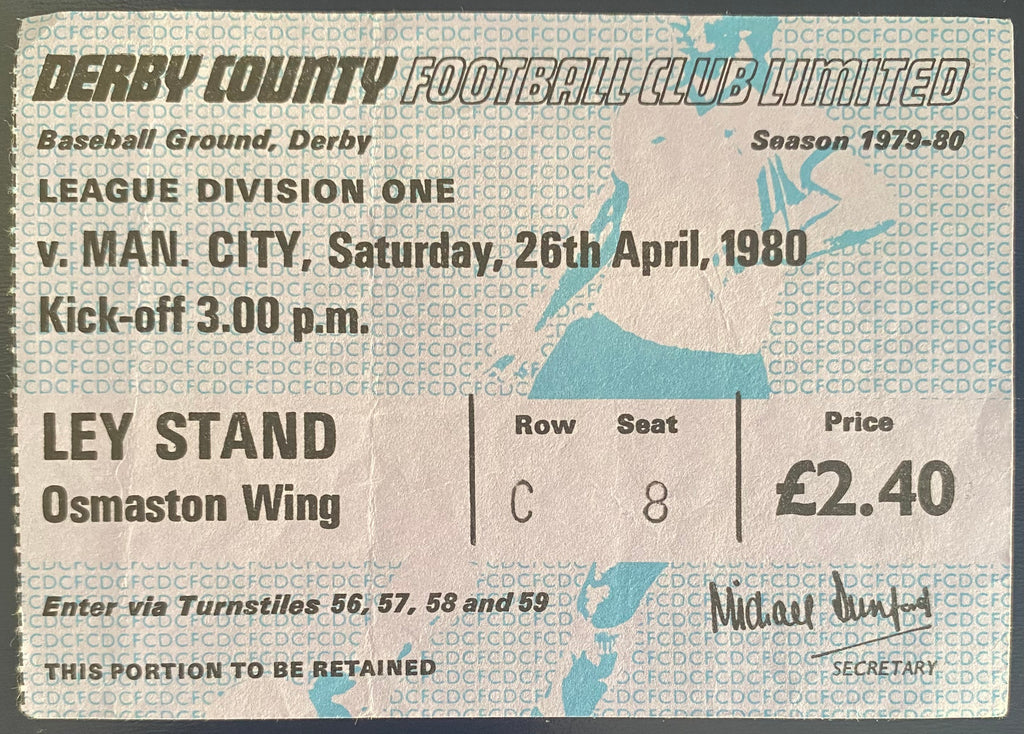 DERBY COUNTY FOOTBALL CLUB LIMITED
Baseball Ground, Derby Season 1979-80
LEAGUE DIVISION ONE
v. MAN. CITY, Saturday, 26th April, 1980
Kick-off 3.00 p.m.
LEY STAND Row Seat Price
Osmaston Wing C 8 £2.40
Enter via Turnstiles 56, 57, 58 and 59 Michael Dunford
THIS PORTION TO BE RETAINED SECRETARY